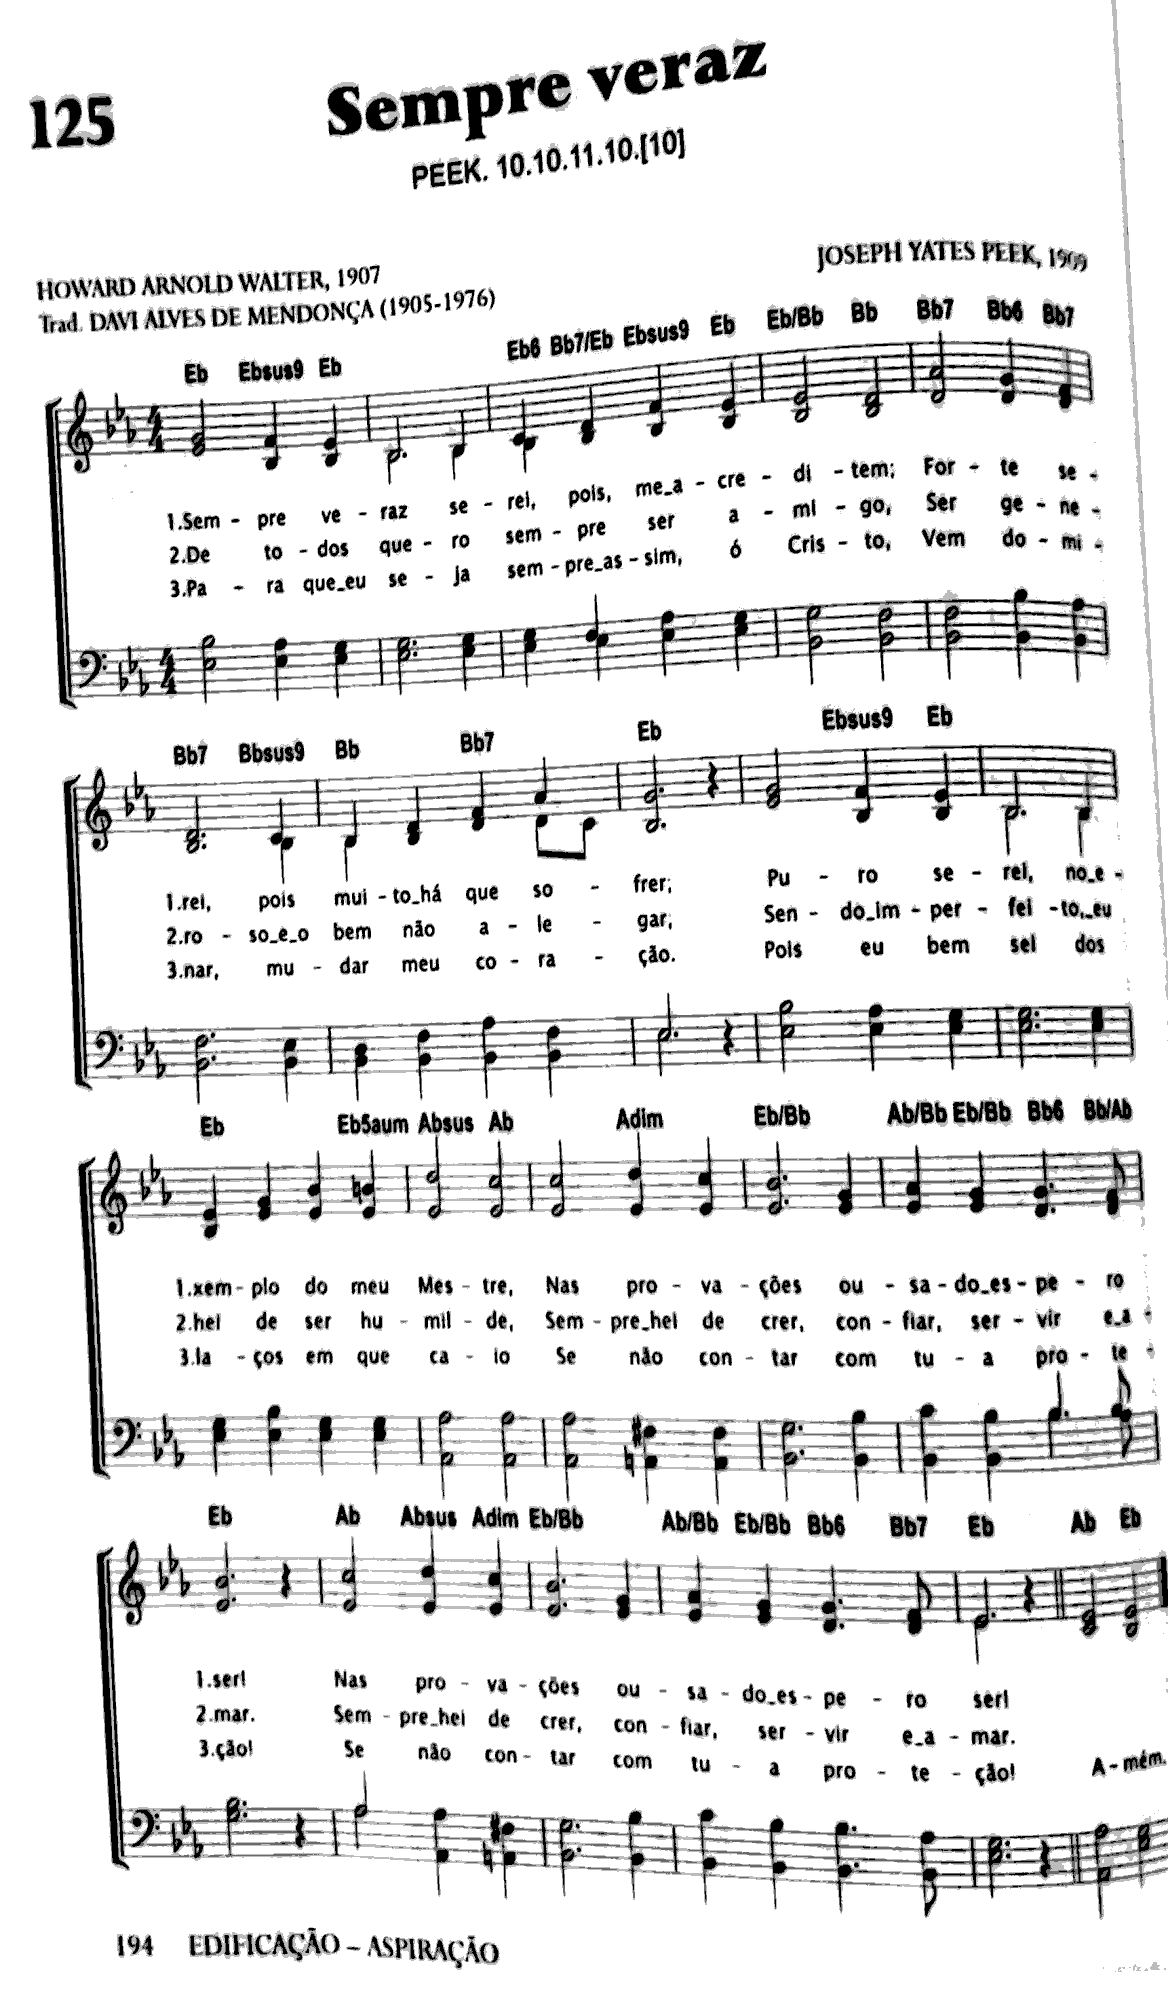 125
Sempre veraz
PEEK. 10.10.11.10.[10]
HOWARD ARNOLD WALTER, 1907
JOSEPH YATES PEEK, 1909
Trad. DAVI ALVES DE MENDONÇA (1905-1976)
Eb Ebsus9 Eb Eb6 Bb7/Eb Ebsus9 Eb Eb/Bb Bb Bb7 Bb6 Bb7
1.Sem - pre ve - raz se - rei, pois, me_a - cre - di - tem; For - te se -
2.De to - dos que - ro sem - pre ser a - mi - go, Ser ge - ne -
3.Pa - ra que_eu se - ja sem - pre_as - sim, ó Cris - to, Vem do - mi -
Bb7 Bbsus9 Bb Bb7 Eb Ebsus9 Eb
1.rei, pois mui - to_há que so - frer; Pu - ro se - rei, no_e -
2.ro - so_e_o bem não a - le - gar; Sen - do_im - per - fei - to,_eu
3.nar, mu - dar meu co - ra - ção. Pois eu bem sei dos
Eb Eb5aum Absus Ab Adim Eb/Bb Ab/Bb Eb/Bb Bb6 Bb/Ab
1.xem - plo do meu Mes - tre, Nas pro - va - ções ou - sa - do_es - pe - ro
2.hei de ser hu - mil - de, Sem - pre_hei de crer, con - fiar, ser - vir e_a -
3.la - ços em que ca - io Se não con - tar com tu - a pro - te -
Eb Ab Absus Adim Eb/Bb Ab/Bb Eb/Bb Bb6 Bb7 Eb Ab Eb
1.ser! Nas pro - va - ções ou - sa - do_es - pe - ro ser!
2.mar. Sem - pre_hei de crer, con - fiar, ser - vir e_a - mar.
3.ção! Se não con - tar com tu - a pro - te - ção! A - mém.
194 EDIFICAÇÃO – ASPIRAÇÃO